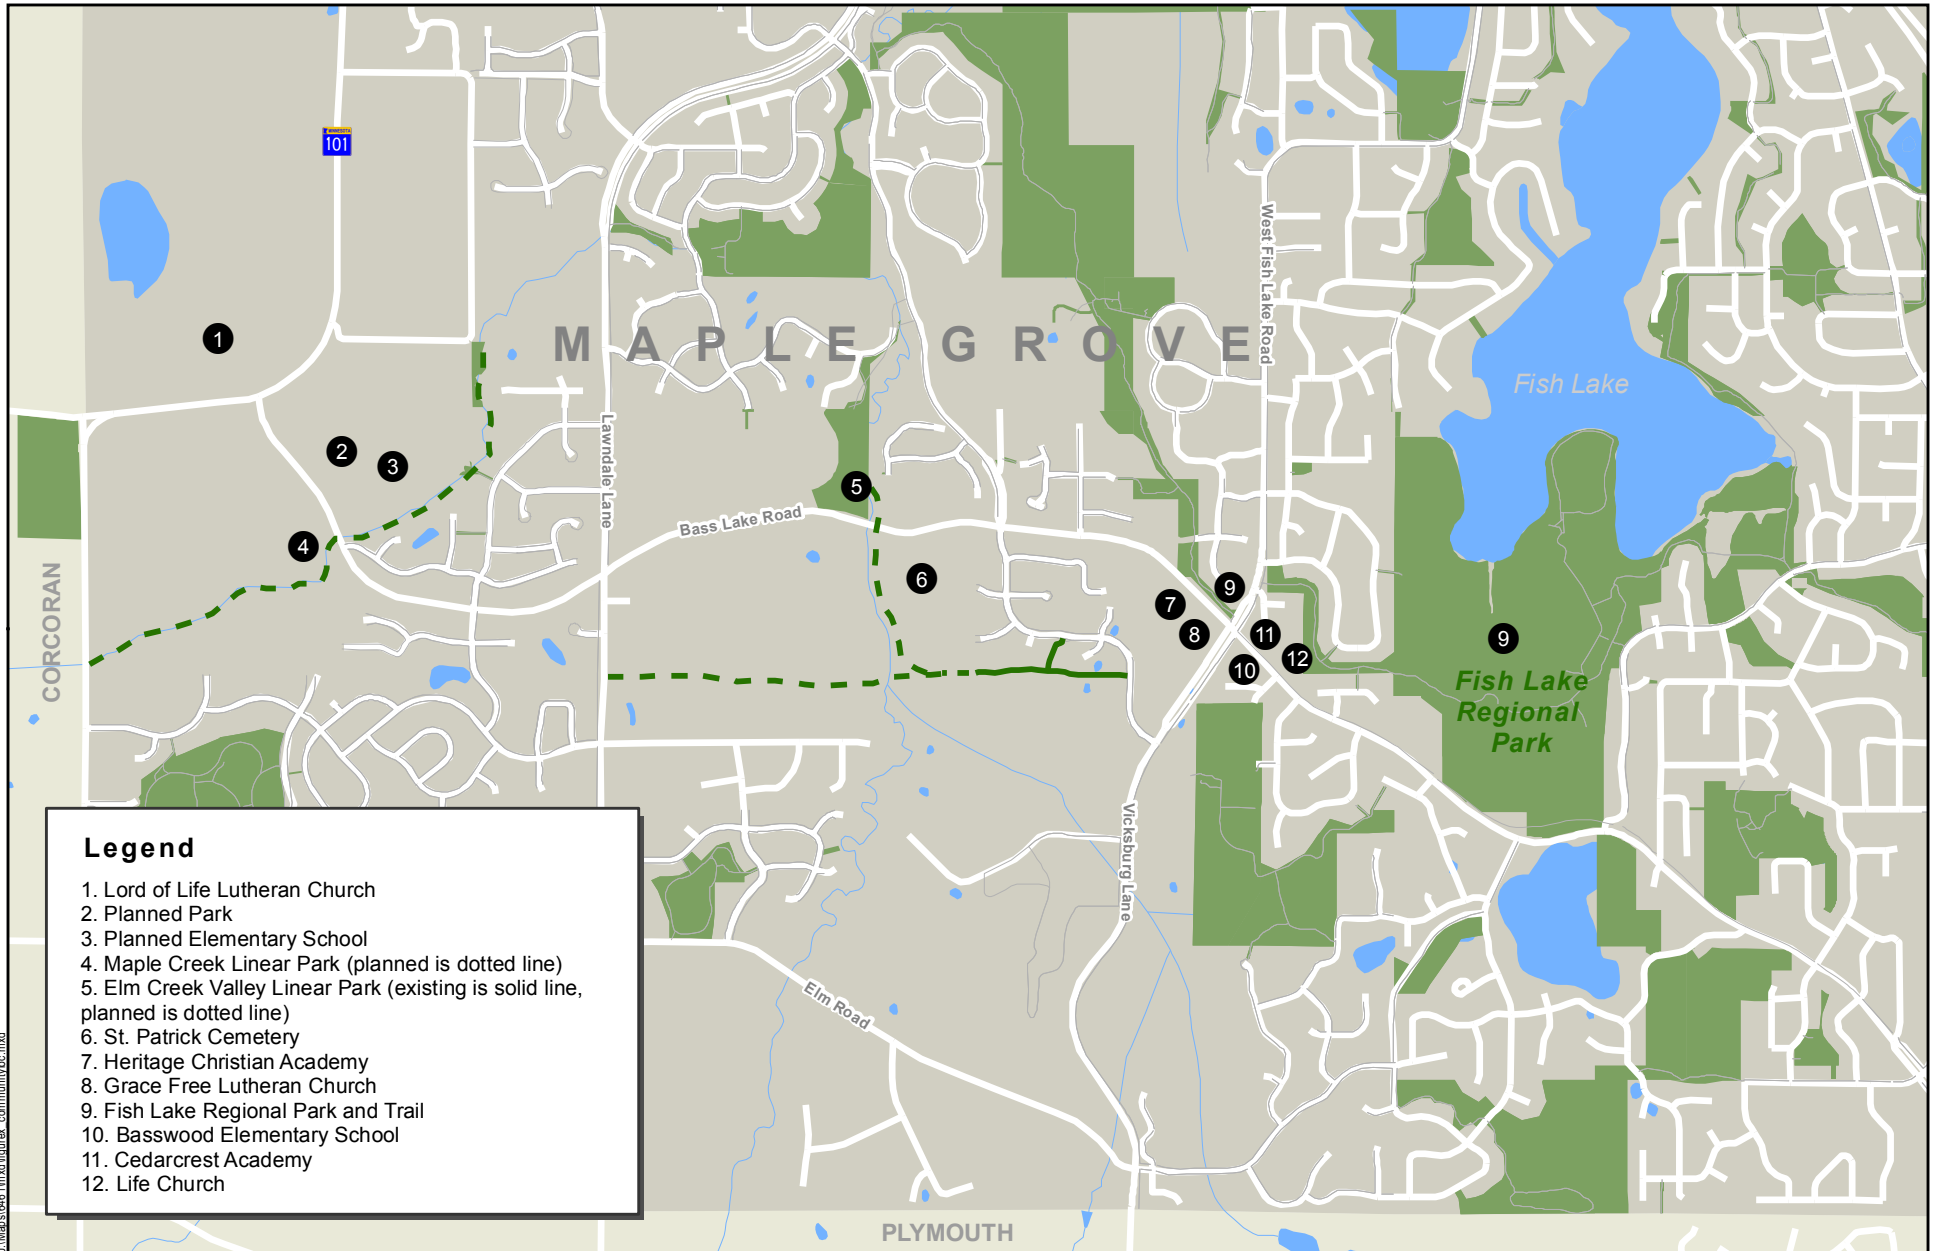 MINNESOTA
101
West Fish Lake Road
1
MAPLE GROVE
Fish Lake
Lawndale Lane
2
3
5
Bass Lake Road
4
6
CORCORAN
7
9
8
11
9
10
12
Fish Lake
Regional
Park
Vicksburg Lane
Elm Road
Legend
1. Lord of Life Lutheran Church
2. Planned Park
3. Planned Elementary School
4. Maple Creek Linear Park (planned is dotted line)
5. Elm Creek Valley Linear Park (existing is solid line,
planned is dotted line)
6. St. Patrick Cemetery
7. Heritage Christian Academy
8. Grace Free Lutheran Church
9. Fish Lake Regional Park and Trail
10. Basswood Elementary School
11. Cedarcrest Academy
12. Life Church
PLYMOUTH